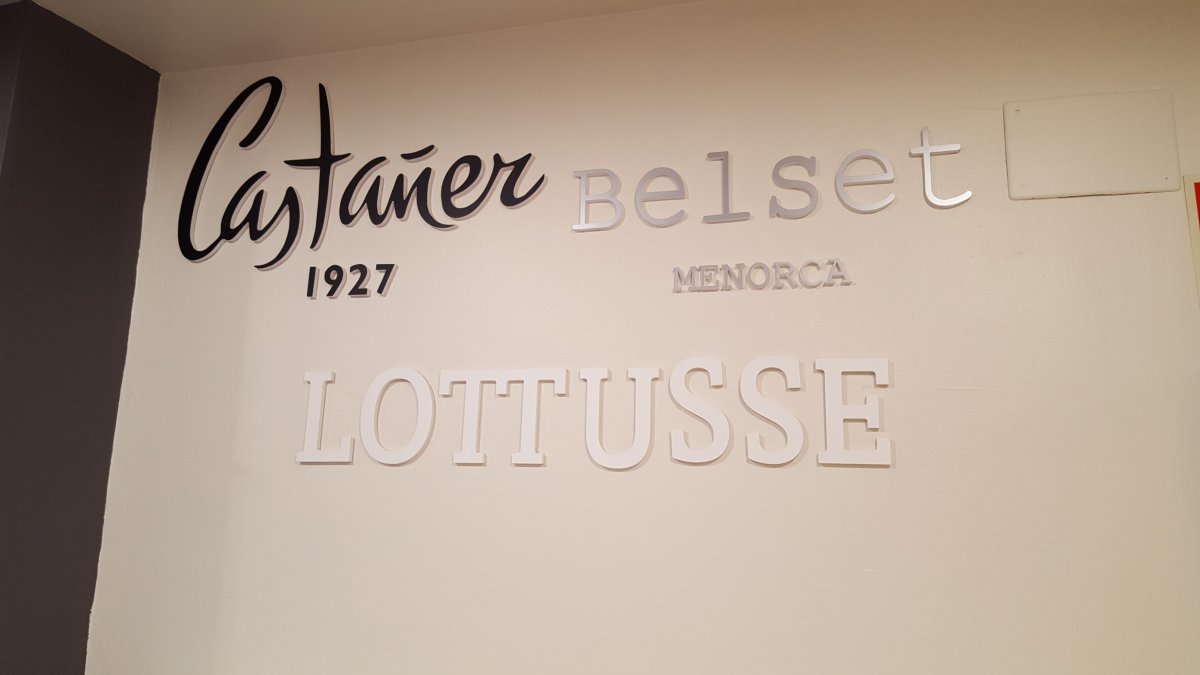 Castañer Belset
1927 MENORCA
LOTTUSSE